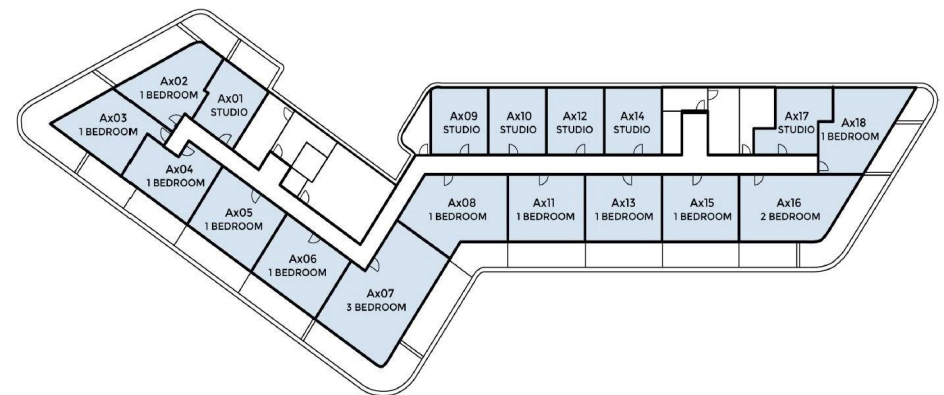 Ax01
STUDIO
Ax02
1 BEDROOM
Ax03
1 BEDROOM
Ax04
1 BEDROOM
Ax05
1 BEDROOM
Ax06
1 BEDROOM
Ax07
3 BEDROOM
Ax08
1 BEDROOM
Ax09
STUDIO
Ax10
STUDIO
Ax12
STUDIO
Ax14
STUDIO
Ax17
STUDIO
Ax18
1 BEDROOM
Ax11
1 BEDROOM
Ax13
1 BEDROOM
Ax15
1 BEDROOM
Ax16
2 BEDROOM